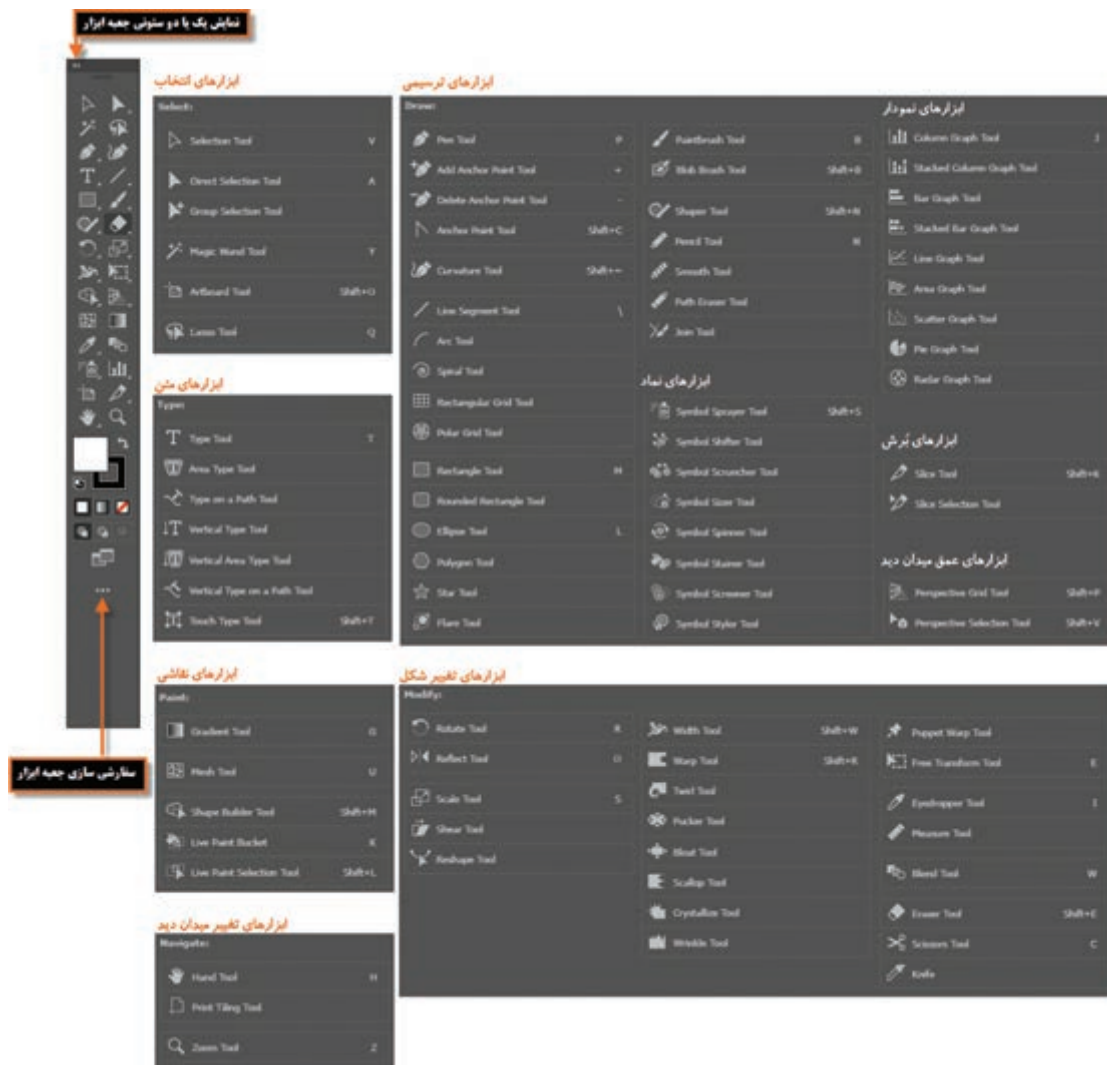 نمایش یک یا دو ستونی جعبه ابزار
ابزارهای انتخاب
Select:
Selection Tool V
Direct Selection Tool A
Group Selection Tool
Magic Wand Tool Y
Artboard Tool Shift+O
Lasso Tool Q
ابزارهای متن
Type:
Type Tool T
Area Type Tool
Type on a Path Tool
Vertical Type Tool
Vertical Area Type Tool
Vertical Type on a Path Tool
Touch Type Tool Shift+T
ابزارهای نقاشی
Paint:
Gradient Tool G
Mesh Tool U
Shape Builder Tool Shift+M
Live Paint Bucket K
Live Paint Selection Tool Shift+L
ابزارهای تغییر میدان دید
Navigate:
Hand Tool H
Print Tiling Tool
Zoom Tool Z
ابزارهای ترسیمی
Draw:
Pen Tool P
Add Anchor Point Tool +
Delete Anchor Point Tool -
Anchor Point Tool Shift+C
Curvature Tool Shift+~
Line Segment Tool \
Arc Tool
Spiral Tool
Rectangular Grid Tool
Polar Grid Tool
Rectangle Tool M
Rounded Rectangle Tool
Ellipse Tool L
Polygon Tool
Star Tool
Flare Tool
Paintbrush Tool B
Blob Brush Tool Shift+B
Shaper Tool Shift+N
Pencil Tool N
Smooth Tool
Path Eraser Tool
Join Tool
ابزارهای نماد
Symbol Sprayer Tool Shift+S
Symbol Shifter Tool
Symbol Scruncher Tool
Symbol Sizer Tool
Symbol Spinner Tool
Symbol Stainer Tool
Symbol Screener Tool
Symbol Styler Tool
ابزارهای نمودار
Column Graph Tool J
Stacked Column Graph Tool
Bar Graph Tool
Stacked Bar Graph Tool
Line Graph Tool
Area Graph Tool
Scatter Graph Tool
Pie Graph Tool
Radar Graph Tool
ابزارهای بُرش
Slice Tool Shift+K
Slice Selection Tool
ابزارهای عمق میدان دید
Perspective Grid Tool Shift+P
Perspective Selection Tool Shift+V
ابزارهای تغییر شکل
Modify:
Rotate Tool R
Reflect Tool O
Scale Tool S
Shear Tool
Reshape Tool
Width Tool Shift+W
Warp Tool Shift+R
Twirl Tool
Pucker Tool
Bloat Tool
Scallop Tool
Crystallize Tool
Wrinkle Tool
Puppet Warp Tool
Free Transform Tool E
Eyedropper Tool I
Measure Tool
Blend Tool W
Eraser Tool Shift+E
Scissors Tool C
Knife
سفارشی سازی جعبه ابزار